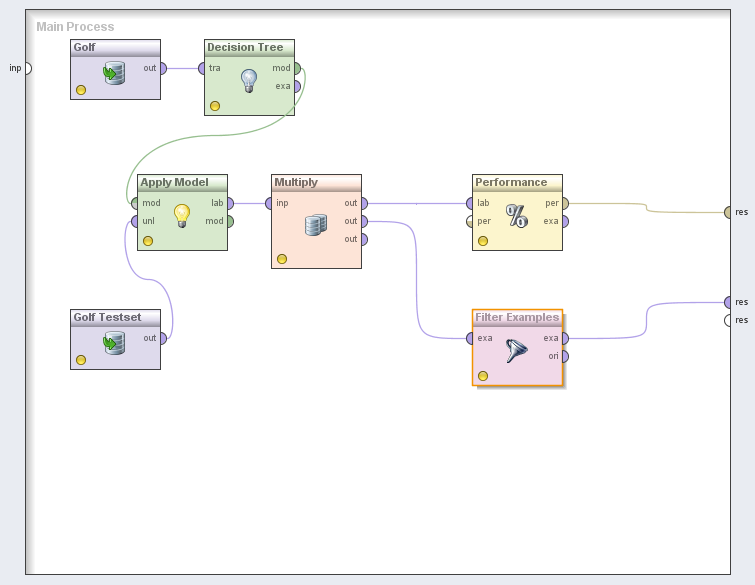 Main Process
Golf
out
Decision Tree
tra
mod
exa
inp
Apply Model
mod
lab
unl
mod
Multiply
inp
out
out
out
Performance
lab
per
per
exa
res
Golf Testset
out
Filter Examples
exa
exa
ori
res
res